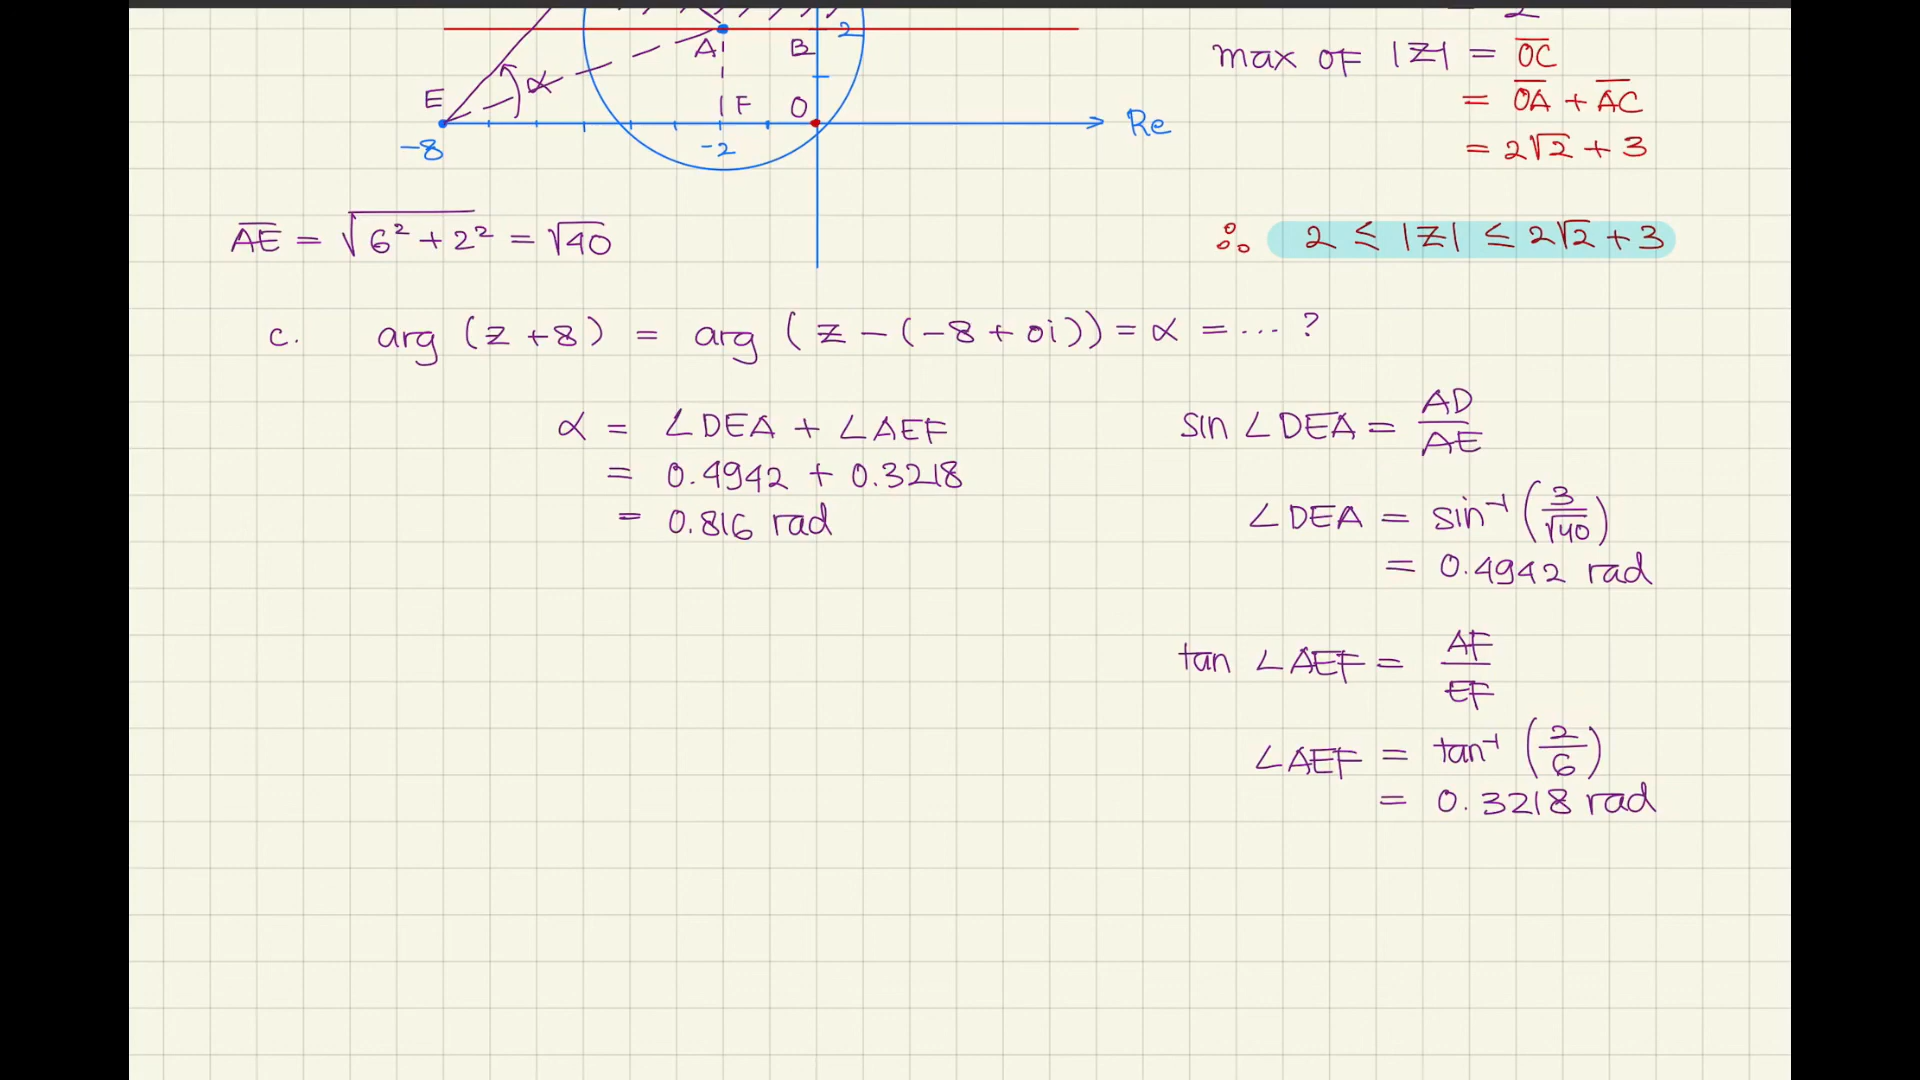 2
A B 2
E α F O
-8 -2 Re
max of |Z| = OC
= OA + AC
= 2√2 + 3
AE = √6² + 2² = √40
∴ 2 ≤ |Z| ≤ 2√2 + 3
c. arg (z + 8) = arg (z - (-8 + 0i)) = α = ... ?
α = ∠DEA + ∠AEF
= 0.4942 + 0.3218
= 0.816 rad
sin ∠DEA = AD/AE
∠DEA = sin⁻¹ (3/√40)
= 0.4942 rad
tan ∠AEF = AF/EF
∠AEF = tan⁻¹ (2/6)
= 0.3218 rad